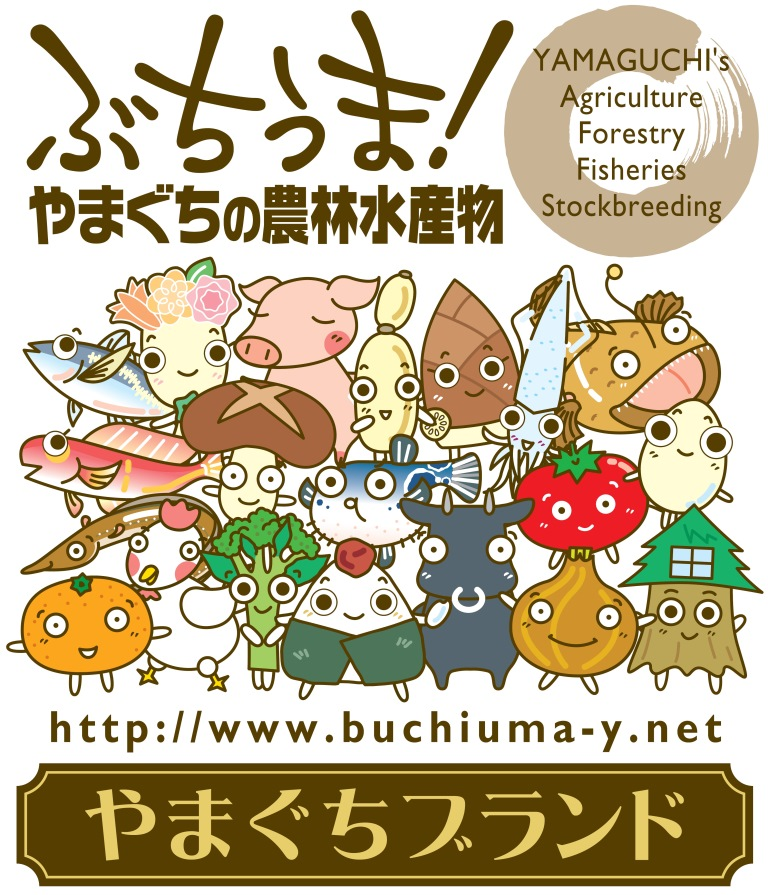 ぶちうま!
やまぐちの農林水産物
YAMAGUCHI's
Agriculture
Forestry
Fisheries
Stockbreeding
http://www.buchiuma-y.net
やまぐちブランド